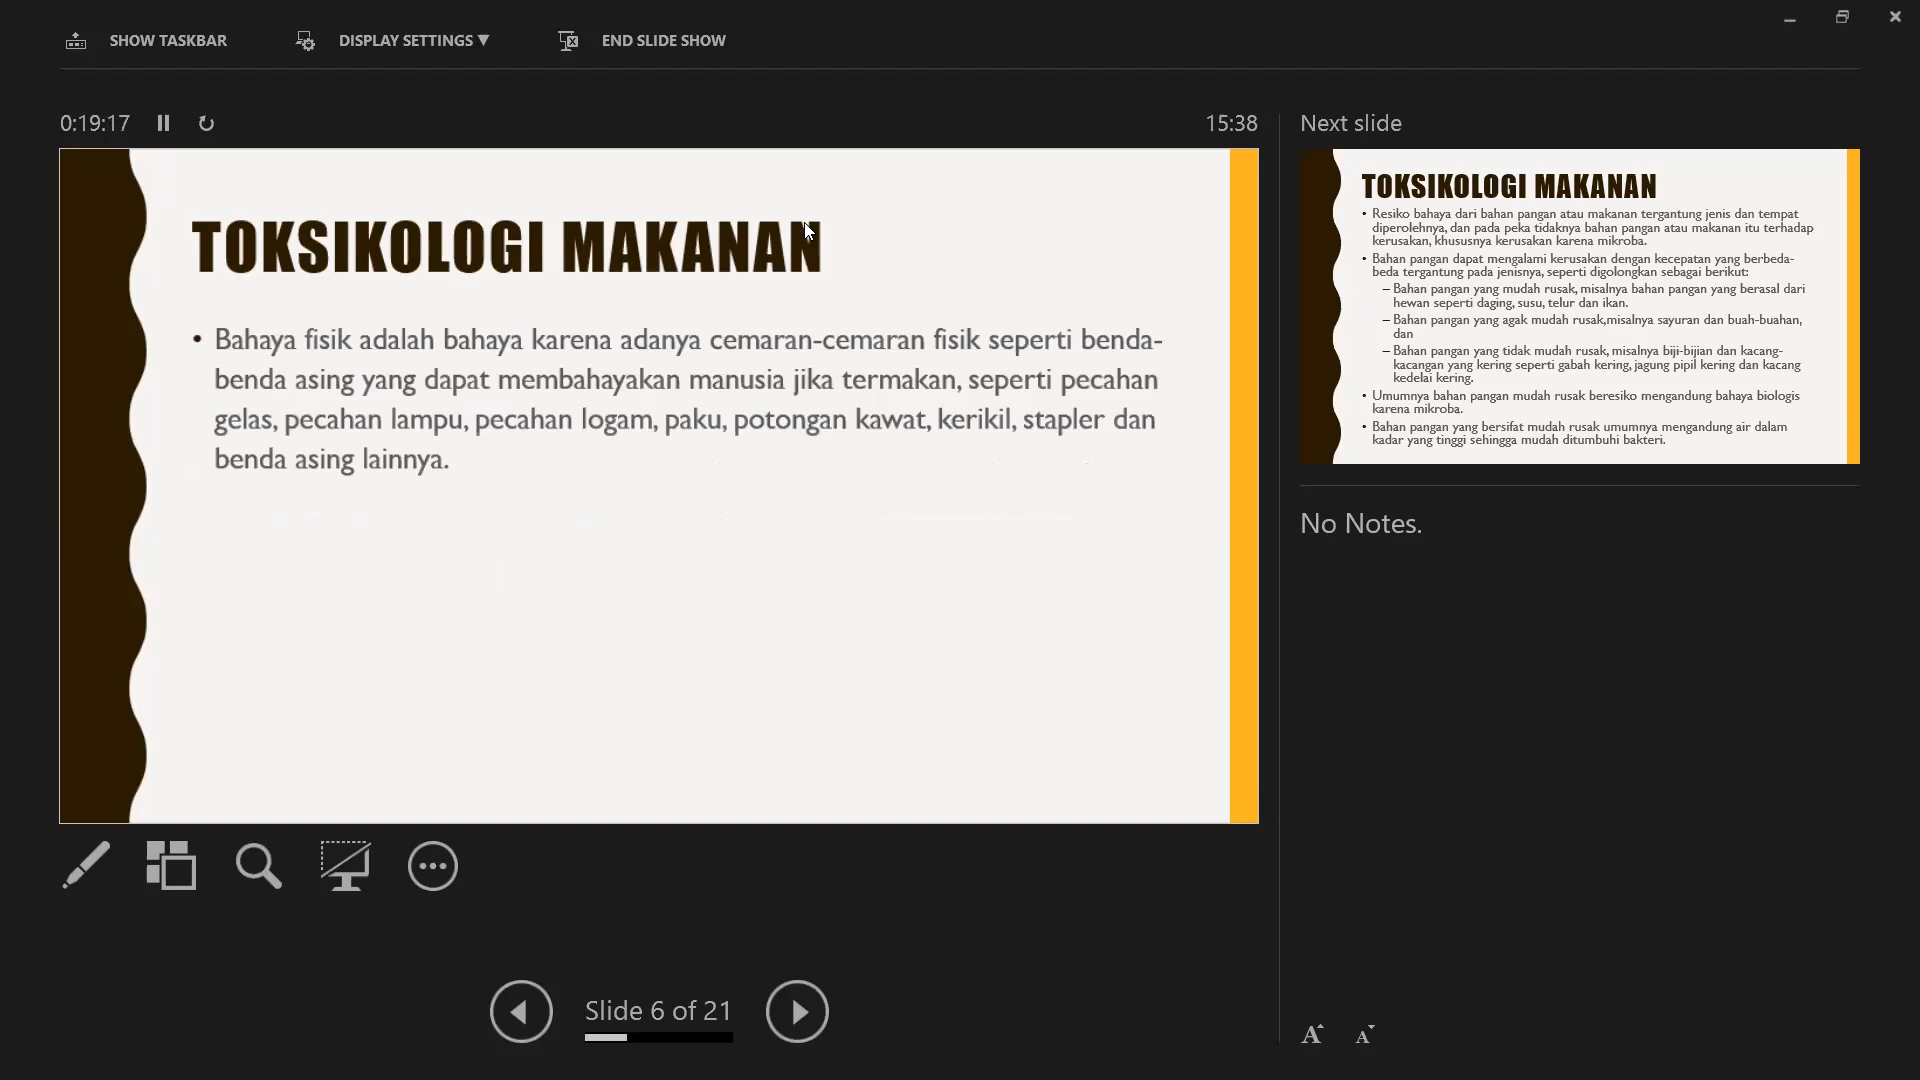 SHOW TASKBAR
DISPLAY SETTINGS ▼
END SLIDE SHOW
0:19:17
15:38
TOKSIKOLOGI MAKANAN
• Bahaya fisik adalah bahaya karena adanya cemaran-cemaran fisik seperti benda-
benda asing yang dapat membahayakan manusia jika termakan, seperti pecahan
gelas, pecahan lampu, pecahan logam, paku, potongan kawat, kerikil, stapler dan
benda asing lainnya.
Slide 6 of 21
Next slide
TOKSIKOLOGI MAKANAN
• Resiko bahaya dari bahan pangan atau makanan tergantung jenis dan tempat
diperolehnya, dan pada peka tidaknya bahan pangan atau makanan itu terhadap
kerusakan, khususnya kerusakan karena mikroba.
• Bahan pangan dapat mengalami kerusakan dengan kecepatan yang berbeda-
beda tergantung pada jenisnya, seperti digolongkan sebagai berikut:
– Bahan pangan yang mudah rusak, misalnya bahan pangan yang berasal dari
hewan seperti daging, susu, telur dan ikan.
– Bahan pangan yang agak mudah rusak,misalnya sayuran dan buah-buahan,
dan
– Bahan pangan yang tidak mudah rusak, misalnya biji-bijian dan kacang-
kacangan yang kering seperti gabah kering, jagung pipil kering dan kacang
kedelai kering.
• Umumnya bahan pangan mudah rusak beresiko mengandung bahaya biologis
karena mikroba.
• Bahan pangan yang bersifat mudah rusak umumnya mengandung air dalam
kadar yang tinggi sehingga mudah ditumbuhi bakteri.
No Notes.
A A